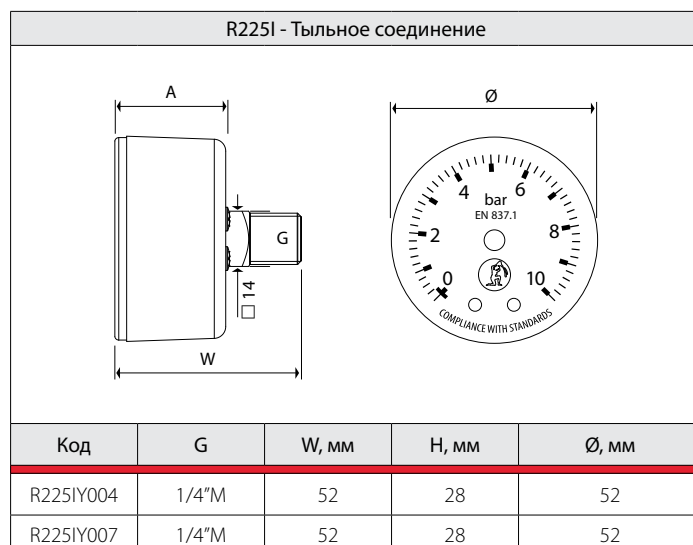 R225I - Тыльное соединение
A
Ø
G
□ 14
W
0
2
4
6
8
10
bar
EN 837.1
COMPLIANCE WITH STANDARDS
Код G W, мм H, мм Ø, мм
R225IY004 1/4”M 52 28 52
R225IY007 1/4”M 52 28 52